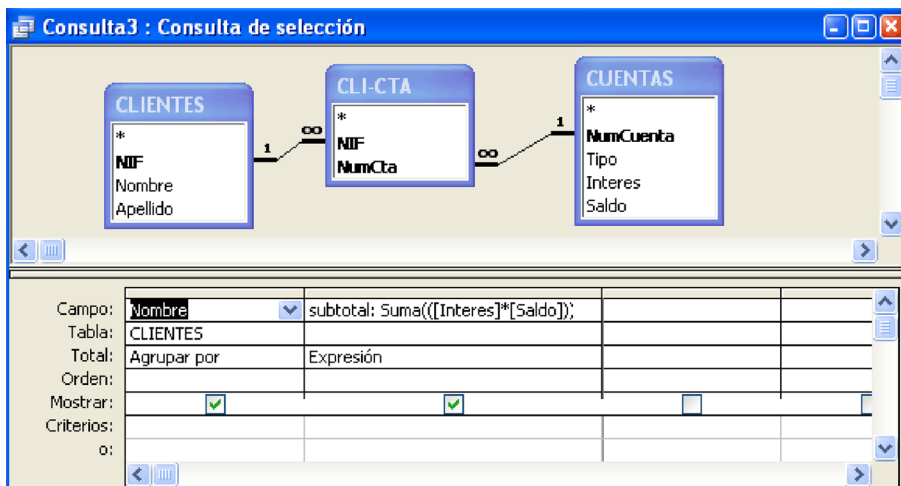 Consulta3 : Consulta de selección
CLIENTES
*
NIF
Nombre
Apellido
1
∞
CLI-CTA
*
NIF
NumCta
∞
1
CUENTAS
*
NumCuenta
Tipo
Interes
Saldo
Campo: Nombre subtotal: Suma(([Interes]*[Saldo]))
Tabla: CLIENTES
Total: Agrupar por Expresión
Orden:
Mostrar:
Criterios:
o: